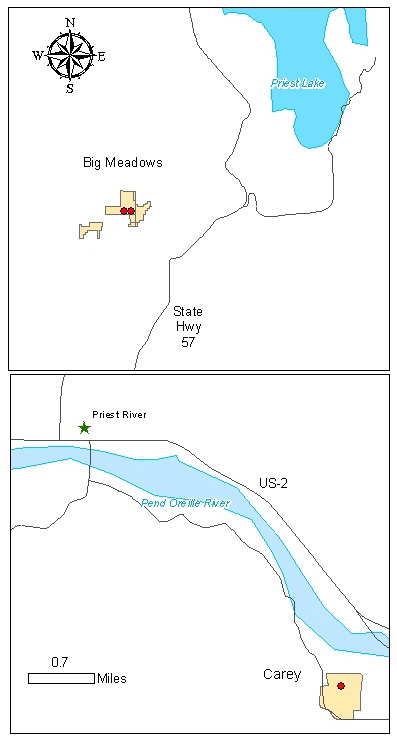 N
W E
S
Priest Lake
Big Meadows
State
Hwy
57
Priest River
US-2
Pend Oreille River
0.7
Miles
Carey